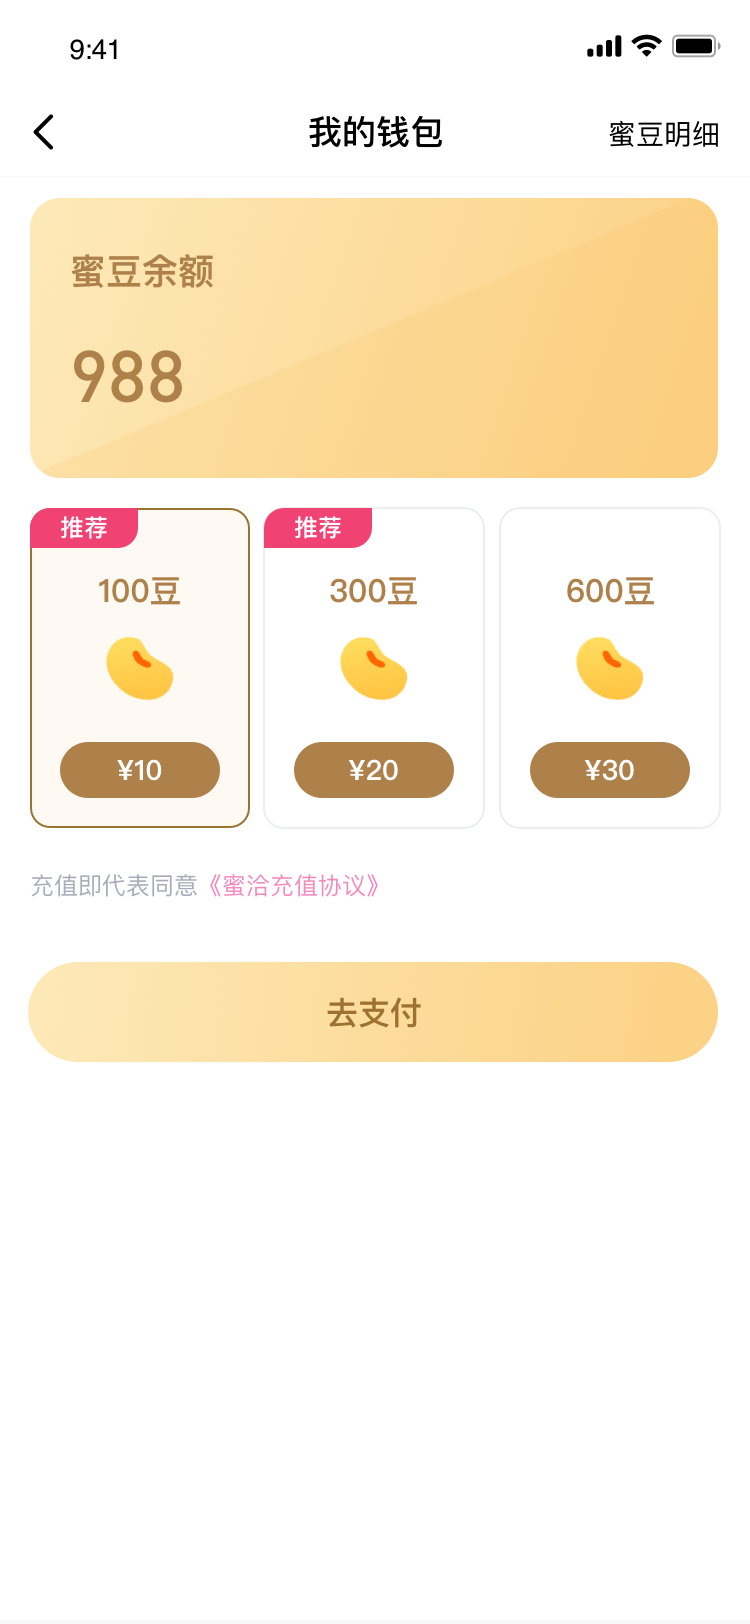 9:41
我的钱包
蜜豆明细
蜜豆余额
988
推荐
100豆
¥10
推荐
300豆
¥20
600豆
¥30
充值即代表同意《蜜洽充值协议》
去支付